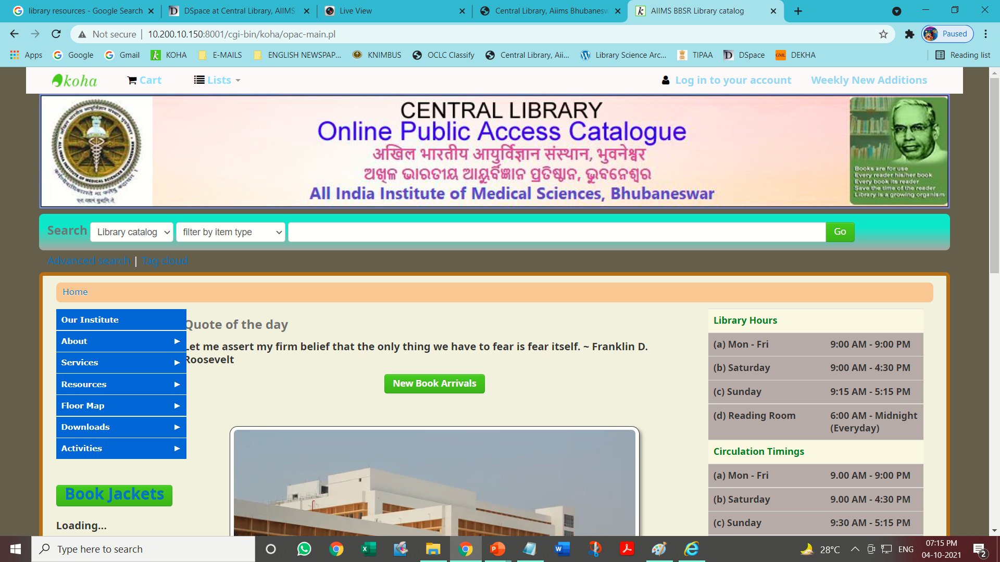 library resources - Google Search
DSpace at Central Library, AIIMS
Live View
Central Library, Aiims Bhubanesw
AIIMS BBSR Library catalog
Not secure
10.200.10.150:8001/cgi-bin/koha/opac-main.pl
Paused
Apps
Google
Gmail
KOHA
E-MAILS
ENGLISH NEWSPAP...
KNIMBUS
OCLC Classify
Central Library, Aii...
Library Science Arc...
TIPAA
DSpace
GML
DEKHA
Reading list
koha
Cart
Lists
Log in to your account
Weekly New Additions
CENTRAL LIBRARY
Online Public Access Catalogue
अखिल भारतीय आयुर्विज्ञान संस्थान, भुवनेश्वर
ଅଖିଳ ଭାରତୀୟ ଆୟୁର୍ବିଜ୍ଞାନ ପ୍ରତିଷ୍ଠାନ, ଭୁବନେଶ୍ୱର
All India Institute of Medical Sciences, Bhubaneswar
Books are for use
Every reader his/her book
Every book its reader
Save the time of the reader
Library is a growing organism
Search
Library catalog
filter by item type
Go
Advanced search | Tag cloud
Home
Our Institute
About
Services
Resources
Floor Map
Downloads
Activities
Book Jackets
Loading...
Quote of the day
Let me assert my firm belief that the only thing we have to fear is fear itself. ~ Franklin D.
Roosevelt
New Book Arrivals
Library Hours
(a) Mon - Fri 9:00 AM - 9:00 PM
(b) Saturday 9:00 AM - 4:30 PM
(c) Sunday 9:15 AM - 5:15 PM
(d) Reading Room 6:00 AM - Midnight
(Everyday)
Circulation Timings
(a) Mon - Fri 9.00 AM - 9:00 PM
(b) Saturday 9.00 AM - 4:30 PM
(c) Sunday 9:30 AM - 5:15 PM
Type here to search
28°C
ENG
07:15 PM
04-10-2021
2